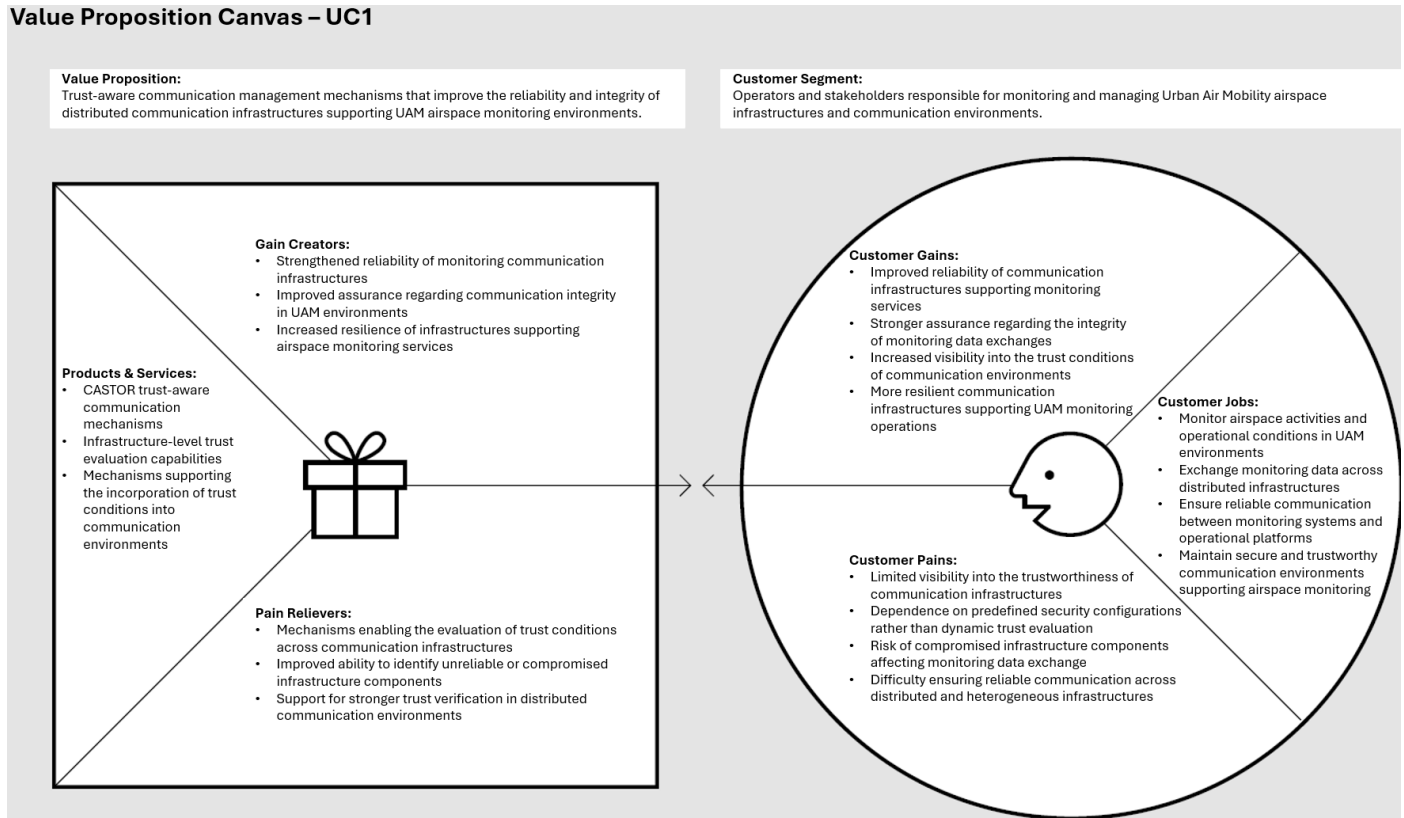 Value Proposition Canvas – UC1
Value Proposition:
Trust-aware communication management mechanisms that improve the reliability and integrity of
distributed communication infrastructures supporting UAM airspace monitoring environments.
Customer Segment:
Operators and stakeholders responsible for monitoring and managing Urban Air Mobility airspace
infrastructures and communication environments.
Gain Creators:
• Strengthened reliability of monitoring communication
infrastructures
• Improved assurance regarding communication integrity
in UAM environments
• Increased resilience of infrastructures supporting
airspace monitoring services
Products & Services:
• CASTOR trust-aware
communication
mechanisms
• Infrastructure-level trust
evaluation capabilities
• Mechanisms supporting
the incorporation of trust
conditions into
communication
environments
Pain Relievers:
• Mechanisms enabling the evaluation of trust conditions
across communication infrastructures
• Improved ability to identify unreliable or compromised
infrastructure components
• Support for stronger trust verification in distributed
communication environments
Customer Gains:
• Improved reliability of communication
infrastructures supporting monitoring
services
• Stronger assurance regarding the integrity
of monitoring data exchanges
• Increased visibility into the trust conditions
of communication environments
• More resilient communication
infrastructures supporting UAM monitoring
operations
Customer Jobs:
• Monitor airspace activities and
operational conditions in UAM
environments
• Exchange monitoring data across
distributed infrastructures
• Ensure reliable communication
between monitoring systems and
operational platforms
• Maintain secure and trustworthy
communication environments
supporting airspace monitoring
Customer Pains:
• Limited visibility into the trustworthiness of
communication infrastructures
• Dependence on predefined security configurations
rather than dynamic trust evaluation
• Risk of compromised infrastructure components
affecting monitoring data exchange
• Difficulty ensuring reliable communication across
distributed and heterogeneous infrastructures